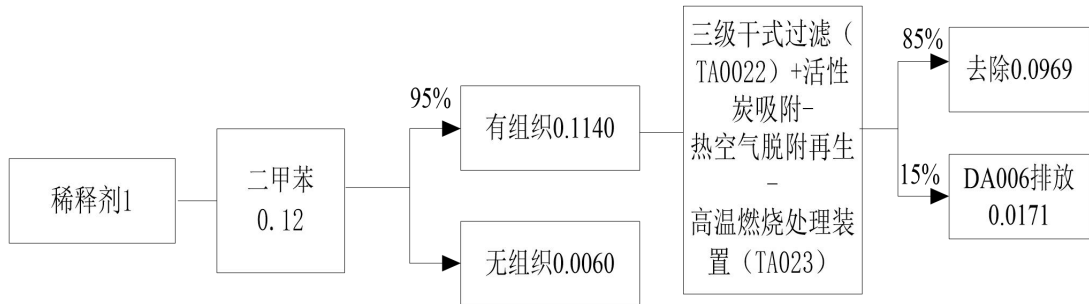 稀释剂1
二甲苯
0.12
95%
有组织0.1140
无组织0.0060
三级干式过滤（
TA0022）+活性
炭吸附-
热空气脱附再生
-
高温燃烧处理装
置（TA023）
85%
去除0.0969
15%
DA006排放
0.0171